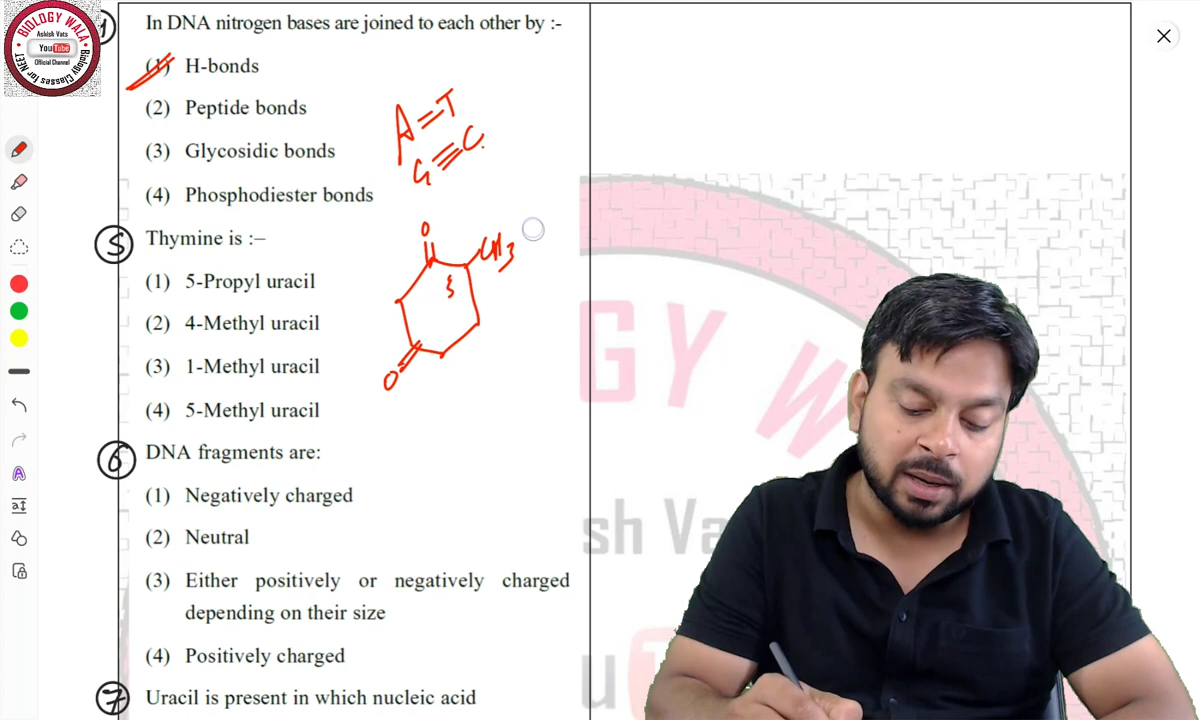 BIOLOGY WALA
Ashish Vats
YouTube
Official Channel
Biology Classes for NEET
In DNA nitrogen bases are joined to each other by :-
(1) H-bonds
(2) Peptide bonds
(3) Glycosidic bonds
(4) Phosphodiester bonds
A=T
G≡C
5 Thymine is :–
(1) 5-Propyl uracil
(2) 4-Methyl uracil
(3) 1-Methyl uracil
(4) 5-Methyl uracil
O
CH3
5
O
6 DNA fragments are:
(1) Negatively charged
(2) Neutral
(3) Either positively or negatively charged
depending on their size
(4) Positively charged
7 Uracil is present in which nucleic acid
GY W
sh Va
u T
A